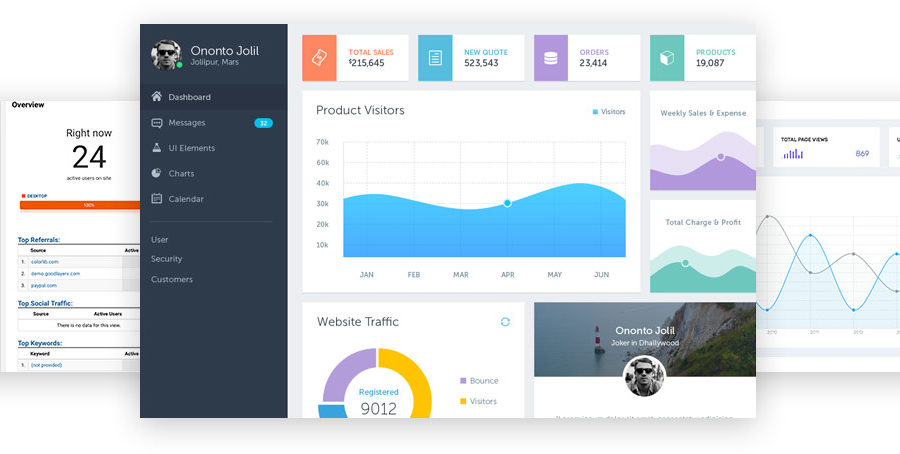 Overview
Right now
24
active users on site
DESKTOP
100%
Top Referrals:
Source Active
1. colorlib.com
2. demo.goodlayers.com
3. paypal.com
Top Social Traffic:
Source Active Users
There is no data for this view.
Top Keywords:
Keyword Active
1. (not provided)
Ononto Jolil
Jolilpur, Mars
Dashboard
Messages 32
UI Elements
Charts
Calendar
User
Security
Customers
TOTAL SALES
$215,645
NEW QUOTE
523,543
ORDERS
23,414
PRODUCTS
19,087
Product Visitors
Visitors
70k
60k
40k
30k
20k
10k
JAN FEB MAR APR MAY JUN
Weekly Sales & Expense
Total Charge & Profit
Website Traffic
Registered
9012
Bounce
Visitors
Ononto Jolil
Joker in Dhallywood
TOTAL PAGE VIEWS
869
2010 2011 2012 2013